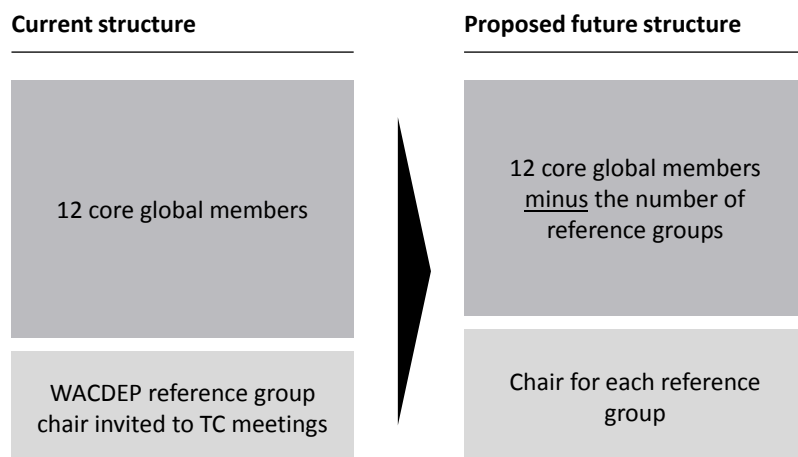 Current structure
12 core global members
WACDEP reference group
chair invited to TC meetings
Proposed future structure
12 core global members
minus the number of
reference groups
Chair for each reference
group